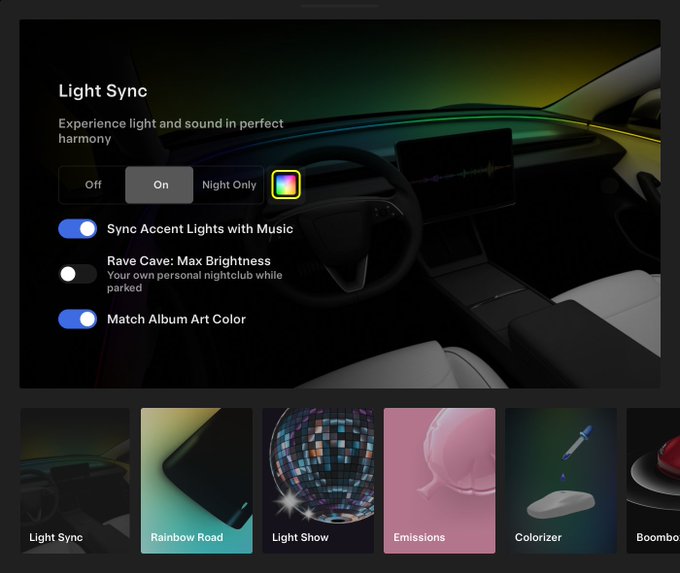 Light Sync
Experience light and sound in perfect
harmony
Off On Night Only
Sync Accent Lights with Music
Rave Cave: Max Brightness
Your own personal nightclub while
parked
Match Album Art Color
Light Sync Rainbow Road Light Show Emissions Colorizer Boombo